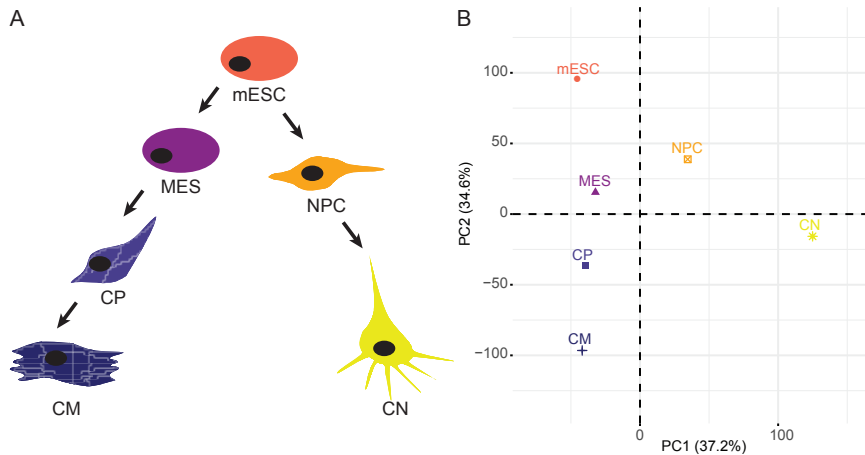 A
mESC
MES
NPC
CP
CM
CN
B
PC2 (34.6%)
100
50
0
−50
−100
mESC
NPC
MES
CN
CP
CM
0
100
PC1 (37.2%)